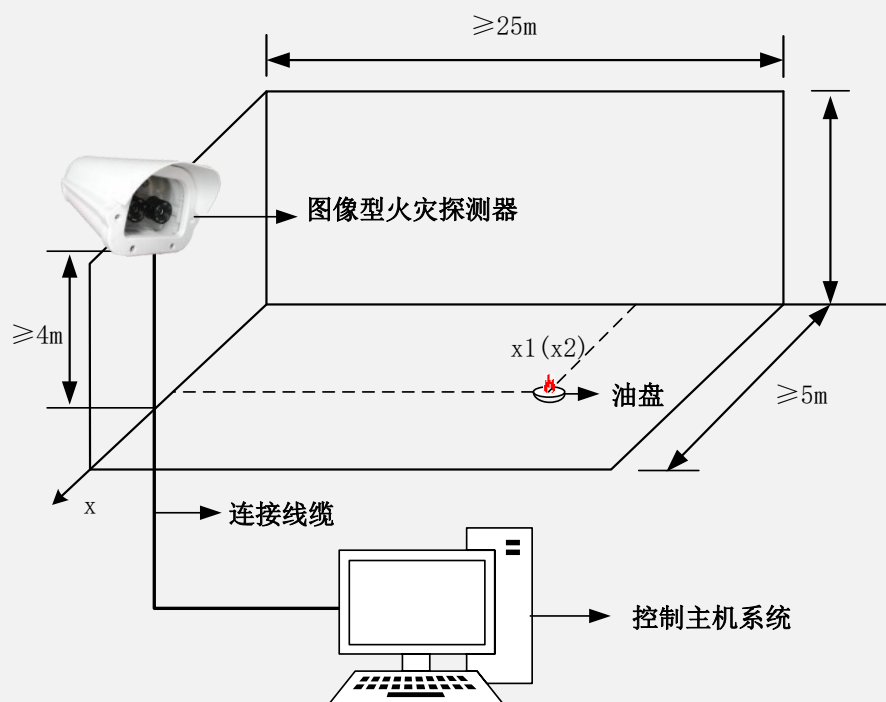 ≥25m
图像型火灾探测器
≥4m
x1(x2)
油盘
≥5m
x
连接线缆
控制主机系统